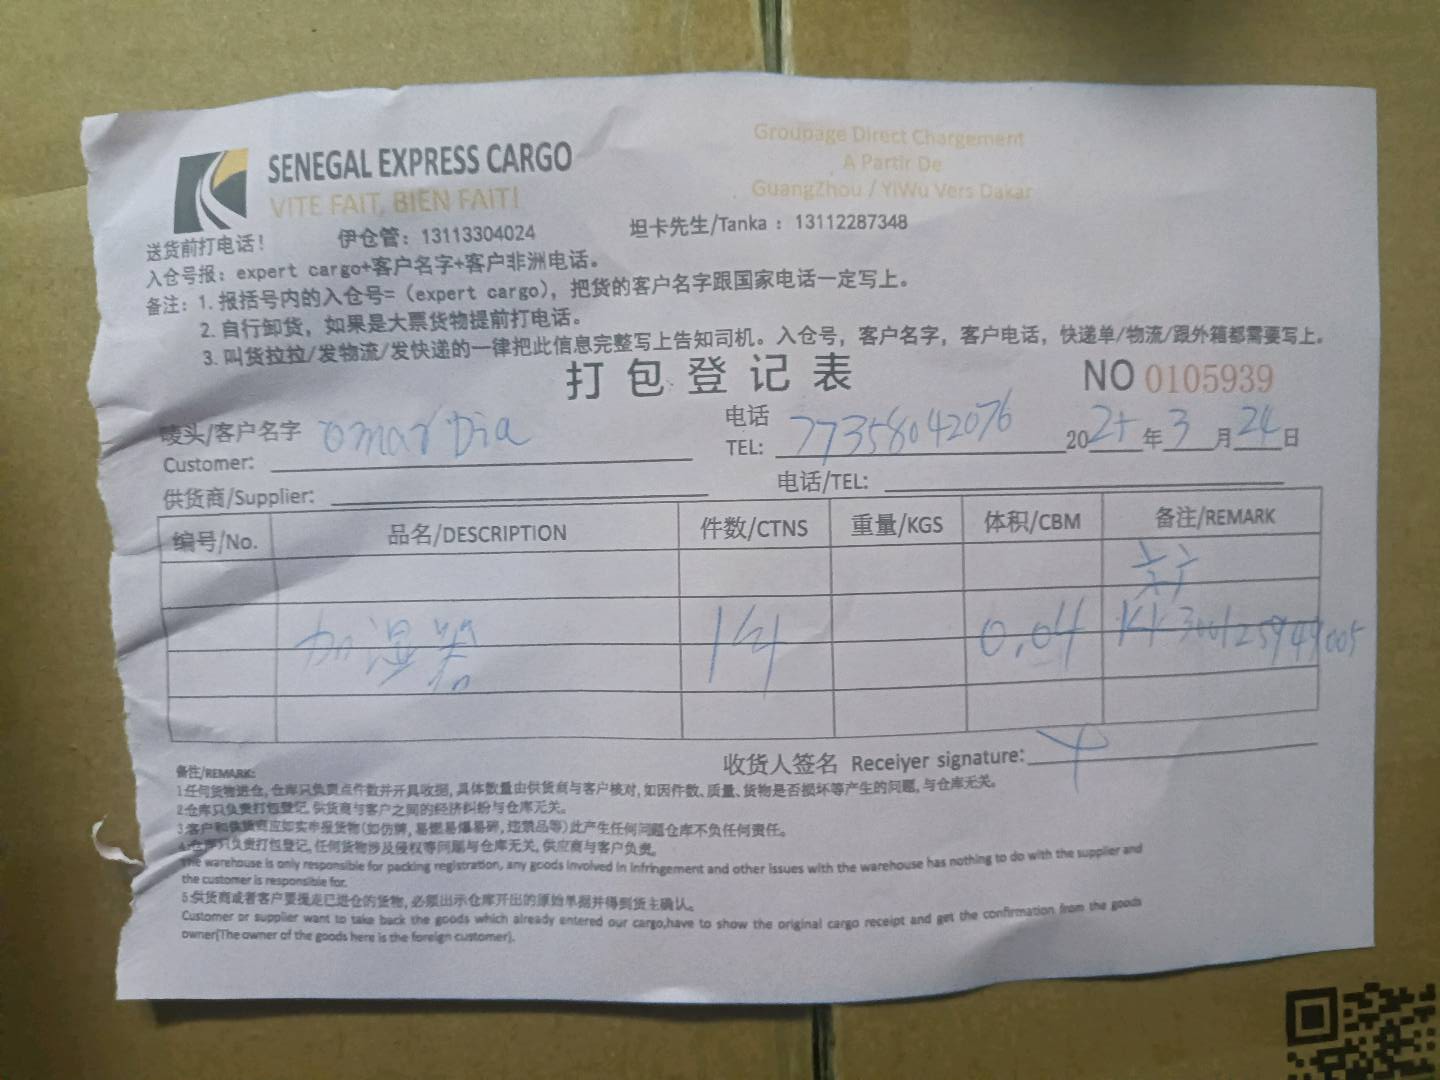 SENEGAL EXPRESS CARGO
VITE FAIT, BIEN FAIT!
Groupage Direct Chargement
A Partir De
GuangZhou / YiWu Vers Dakar
送货前打电话！ 伊仓管：13113304024 坦卡先生/Tanka：13112287348
入仓号报：expert cargo+客户名字+客户非洲电话。
备注：1. 报括号内的入仓号=（expert cargo），把货的客户名字跟国家电话一定写上。
2. 自行卸货，如果是大票货物提前打电话。
3. 叫货拉拉/发物流/发快递的一律把此信息完整写上告知司机。入仓号，客户名字，客户电话，快递单/物流/跟外箱都需要写上。
打包登记表 NO 0105939
唛头/客户名字 Omar Dia 电话 77358042076 2025年3月24日
Customer: TEL:
供货商/Supplier: 电话/TEL:
编号/No. 品名/DESCRIPTION 件数/CTNS 重量/KGS 体积/CBM 备注/REMARK
加湿器 1件 0.04
收货人签名 Receiyer signature:
备注/REMARK:
1.任何货物进仓,仓库只负责点件数并开具收据,具体数量由供货商与客户核对,如因件数、质量、货物是否损坏等产生的问题,与仓库无关。
2.仓库只负责打包登记,供货商与客户之间的经济纠纷与仓库无关。
3.客户和供货商应如实申报货物(如仿牌,易燃易爆易碎,违禁品等)此产生任何问题仓库不负任何责任。
4.仓库只负责打包登记,任何货物涉及侵权等问题与仓库无关,供应商与客户负责。
The warehouse is only responsible for packing registration, any goods involved in infringement and other issues with the warehouse has nothing to do with the supplier and
the customer is responsible for.
5.供货商或者客户要提走已进仓的货物,必须出示仓库开出的原始单据并得到货主确认。
Customer or supplier want to take back the goods which already entered our cargo,have to show the original cargo receipt and get the confirmation from the goods
owner(The owner of the goods here is the foreign customer).